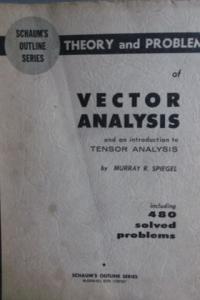 SCHAUM'S
OUTLINE
SERIES
THEORY and PROBLEM
of
VECTOR
ANALYSIS
and an introduction to
TENSOR ANALYSIS
by MURRAY R. SPIEGEL
including
480
solved
problems
SCHAUM'S OUTLINE SERIES